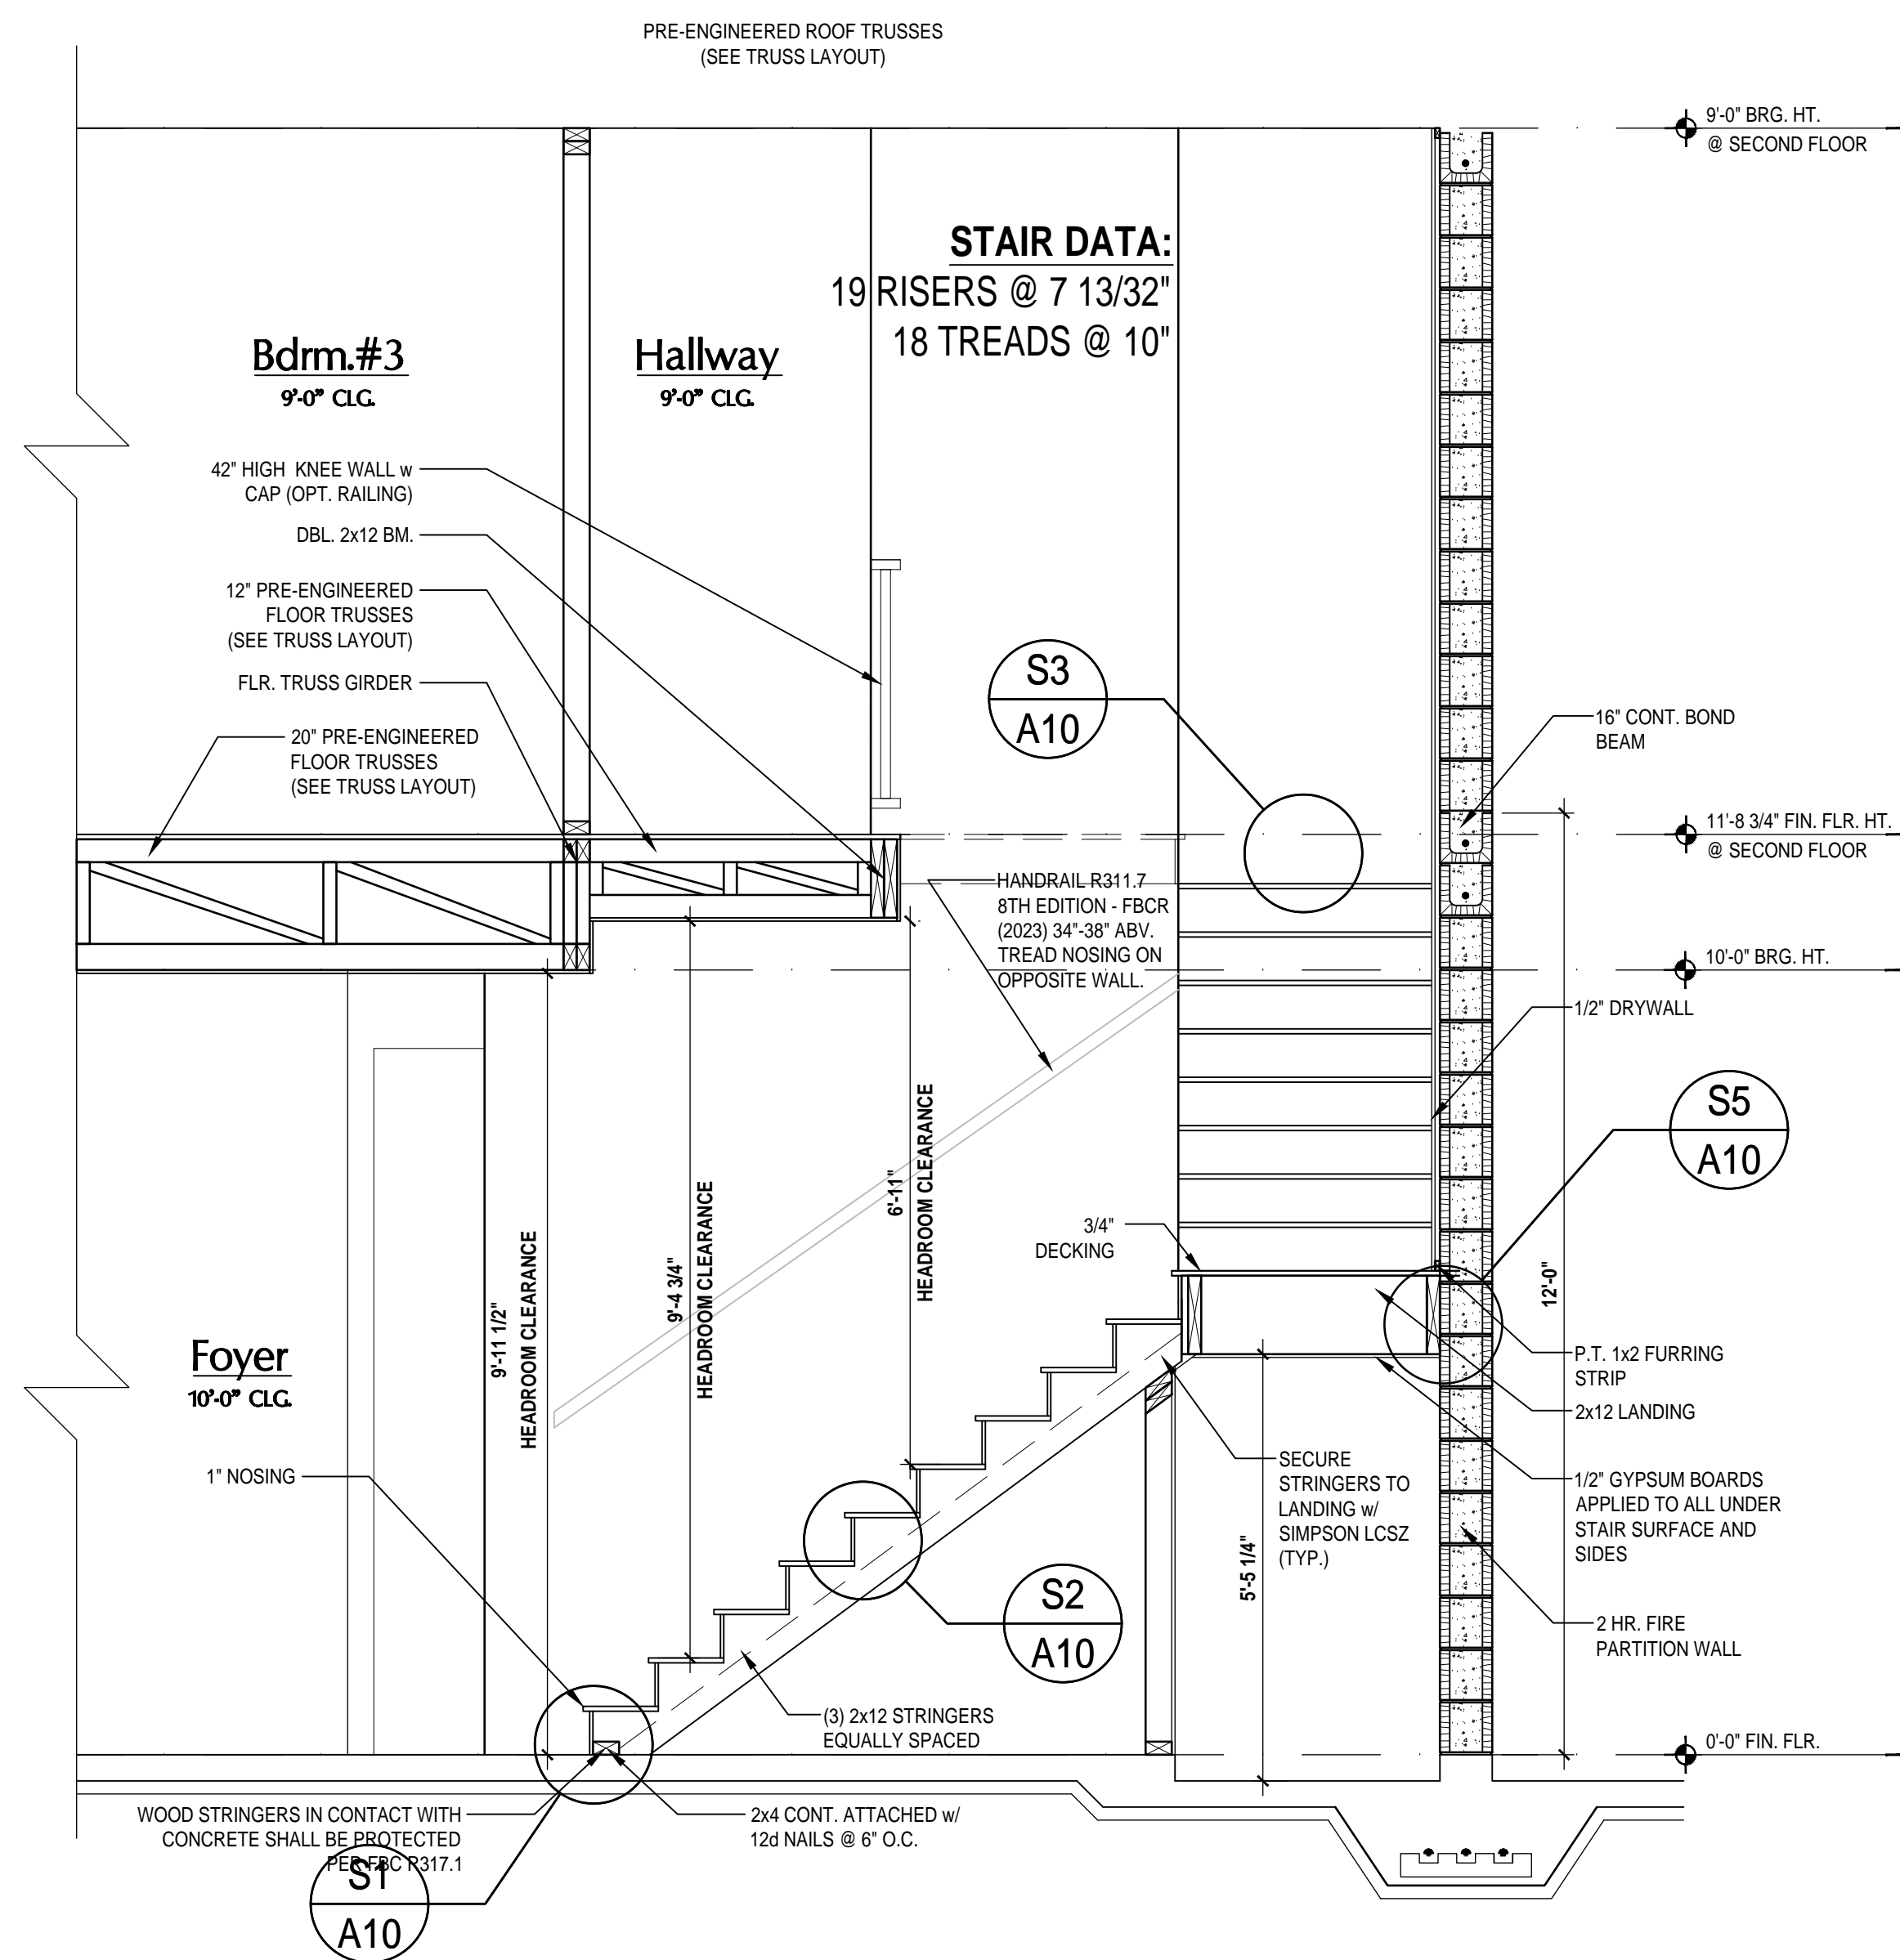 PRE-ENGINEERED ROOF TRUSSES
(SEE TRUSS LAYOUT)
9'-0" BRG. HT.
@ SECOND FLOOR
STAIR DATA:
19 RISERS @ 7 13/32"
18 TREADS @ 10"
Bdrm.#3
9'-0" CLG.
Hallway
9'-0" CLG.
42" HIGH KNEE WALL w
CAP (OPT. RAILING)
DBL. 2x12 BM.
12" PRE-ENGINEERED
FLOOR TRUSSES
(SEE TRUSS LAYOUT)
FLR. TRUSS GIRDER
20" PRE-ENGINEERED
FLOOR TRUSSES
(SEE TRUSS LAYOUT)
S3
A10
16" CONT. BOND
BEAM
11'-8 3/4" FIN. FLR. HT.
@ SECOND FLOOR
HANDRAIL R311.7
8TH EDITION - FBCR
(2023) 34"-38" ABV.
TREAD NOSING ON
OPPOSITE WALL.
10'-0" BRG. HT.
1/2" DRYWALL
S5
A10
9'-11 1/2"
HEADROOM CLEARANCE
9'-4 3/4"
HEADROOM CLEARANCE
6'-11"
HEADROOM CLEARANCE
3/4"
DECKING
12'-0"
Foyer
10'-0" CLG.
P.T. 1x2 FURRING
STRIP
2x12 LANDING
1" NOSING
SECURE
STRINGERS TO
LANDING w/
SIMPSON LCSZ
(TYP.)
5'-5 1/4"
1/2" GYPSUM BOARDS
APPLIED TO ALL UNDER
STAIR SURFACE AND
SIDES
S2
A10
2 HR. FIRE
PARTITION WALL
(3) 2x12 STRINGERS
EQUALLY SPACED
0'-0" FIN. FLR.
WOOD STRINGERS IN CONTACT WITH
CONCRETE SHALL BE PROTECTED
PER FBC R317.1
2x4 CONT. ATTACHED w/
12d NAILS @ 6" O.C.
S1
A10